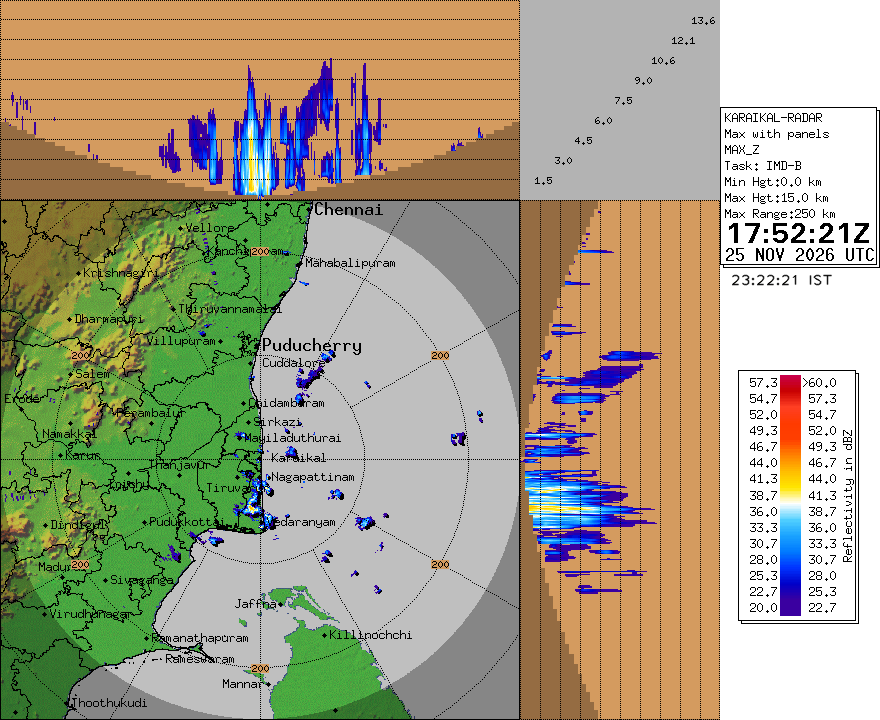 13.6
12.1
10.6
9.0
7.5
6.0
4.5
3.0
1.5
KARAIKAL-RADAR
Max with panels
MAX_Z
Task: IMD-B
Min Hgt:0.0 km
Max Hgt:15.0 km
Max Range:250 km
17:52:21Z
25 NOV 2026 UTC
23:22:21 IST
Chennai
Vellore
200
Mahabalipuram
Krishnagiri
Thiruvannamalai
Dharmapuri
Villupuram
Puducherry
200
200
Cuddalore
Salem
Erode
Chidambaram
Perambalur
Sirkazi
Namakkal
Mayiladuthurai
Karur
Karaikal
Thanjavur
Nagapattinam
Tiruva
Pudukkottai
Vedaranyam
Dindigul
200
200
Madur
Sivaganga
Jaffna
Virudhunagar
Ramanathapuram
Killinochchi
Rameswaram
200
Mannar
Thoothukudi
57.3 >60.0
54.7 57.3
52.0 54.7
49.3 52.0
46.7 49.3
44.0 46.7
41.3 44.0
38.7 41.3
36.0 38.7
33.3 36.0
30.7 33.3
28.0 30.7
25.3 28.0
22.7 25.3
20.0 22.7
Reflectivity in dBZ